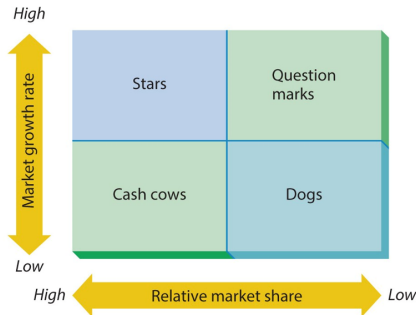 High
Market growth rate
Stars
Question
marks
Cash cows
Dogs
Low
High
Relative market share
Low